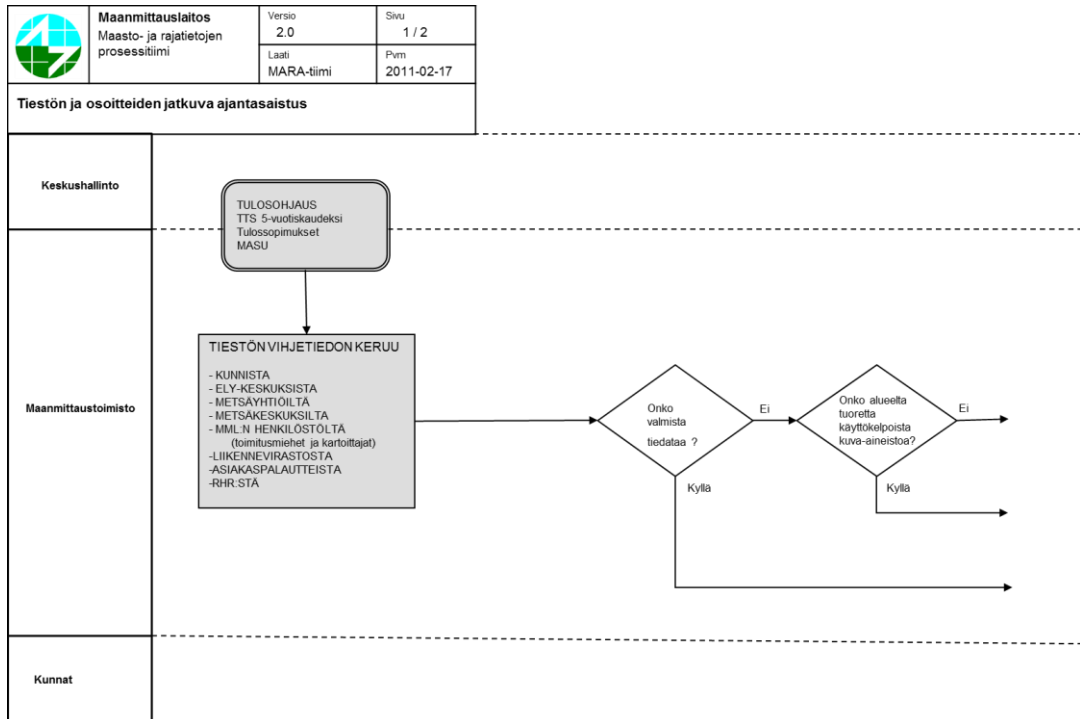 Maanmittauslaitos
Maasto- ja rajatietojen
prosessitiimi
Versio
2.0
Sivu
1 / 2
Laati
MARA-tiimi
Pvm
2011-02-17
Tiestön ja osoitteiden jatkuva ajantasaistus
Keskushallinto
TULOSOHJAUS
TTS 5-vuotiskaudeksi
Tulossopimukset
MASU
Maanmittaustoimisto
TIESTÖN VIHJETIEDON KERUU
- KUNNISTA
- ELY-KESKUKSISTA
- METSÄYHTIÖILTÄ
- METSÄKESKUKSILTA
- MML:N HENKILÖSTÖLTÄ
(toimitusmiehet ja kartoittajat)
-LIIKENNEVIRASTOSTA
-ASIAKASPALAUTTEISTA
-RHR:STÄ
Onko
valmista
tiedataa ?
Ei
Kyllä
Onko alueelta
tuoretta
käyttökelpoista
kuva-aineistoa?
Ei
Kyllä
Kunnat